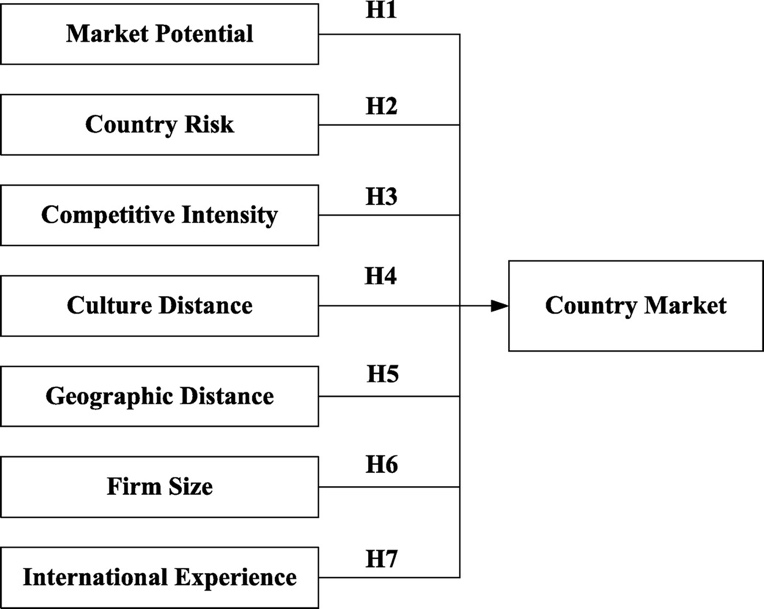 Market Potential
H1
Country Risk
H2
Competitive Intensity
H3
Culture Distance
H4
Geographic Distance
H5
Firm Size
H6
International Experience
H7
Country Market